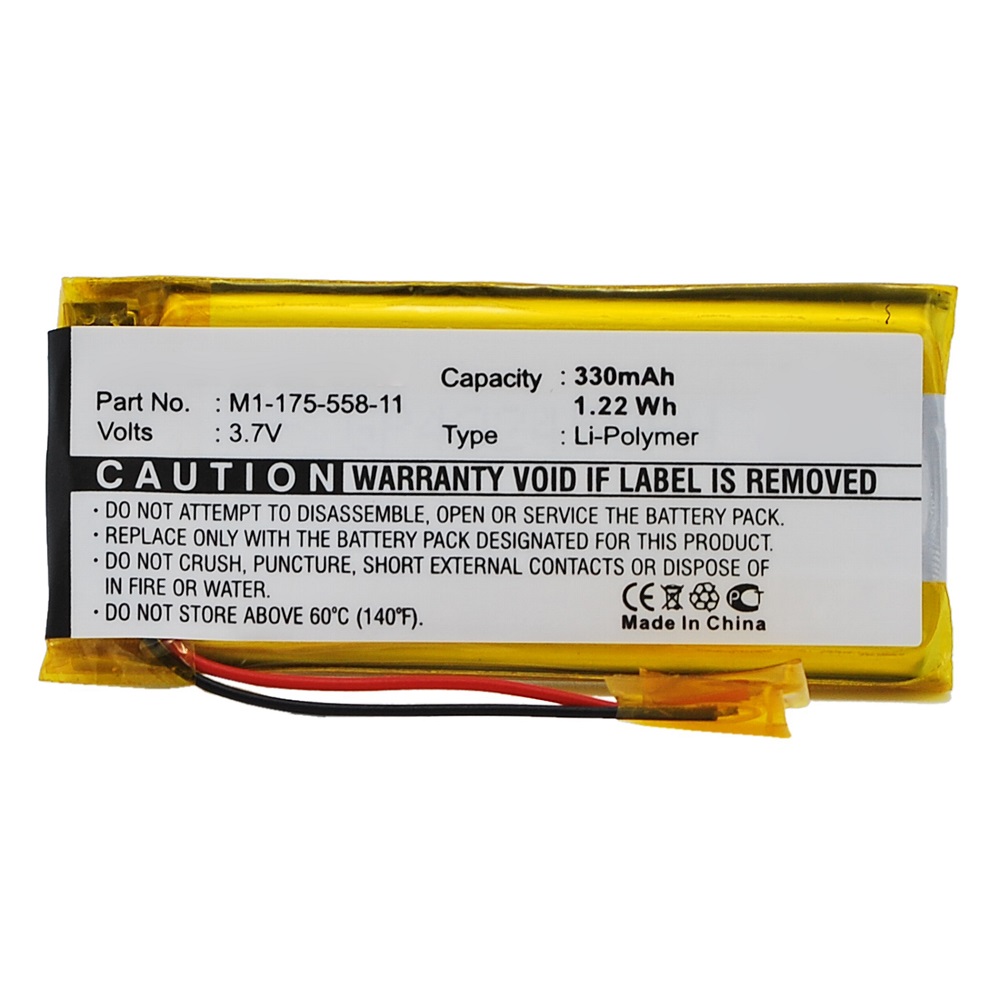 Capacity : 330mAh
1.22 Wh
Part No. : M1-175-558-11
Volts : 3.7V
Type : Li-Polymer
CAUTION WARRANTY VOID IF LABEL IS REMOVED
· DO NOT ATTEMPT TO DISASSEMBLE, OPEN OR SERVICE THE BATTERY PACK.
· REPLACE ONLY WITH THE BATTERY PACK DESIGNATED FOR THIS PRODUCT.
· DO NOT CRUSH, PUNCTURE, SHORT EXTERNAL CONTACTS OR DISPOSE OF
IN FIRE OR WATER.
· DO NOT STORE ABOVE 60°C (140°F).
CE
Made In China